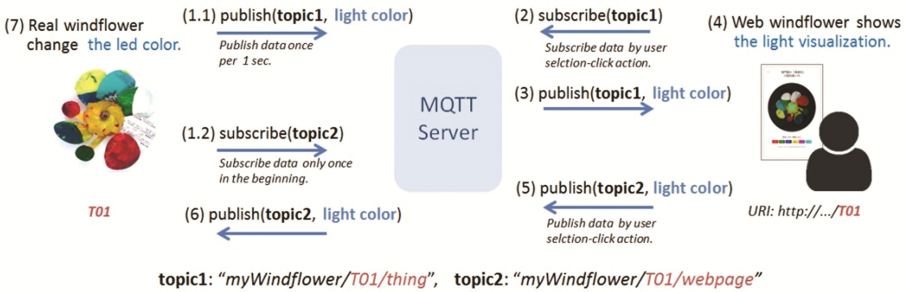 (7) Real windflower
change the led color.
T01
(1.1) publish(topic1, light color)
Publish data once
per 1 sec.
(1.2) subscribe(topic2)
Subscribe data only once
in the beginning.
(6) publish(topic2, light color)
MQTT
Server
(2) subscribe(topic1)
Subscribe data by user
selction-click action.
(3) publish(topic1, light color)
(5) publish(topic2, light color)
Publish data by user
selction-click action.
(4) Web windflower shows
the light visualization.
URI: http://.../T01
topic1: “myWindflower/T01/thing”, topic2: “myWindflower/T01/webpage”